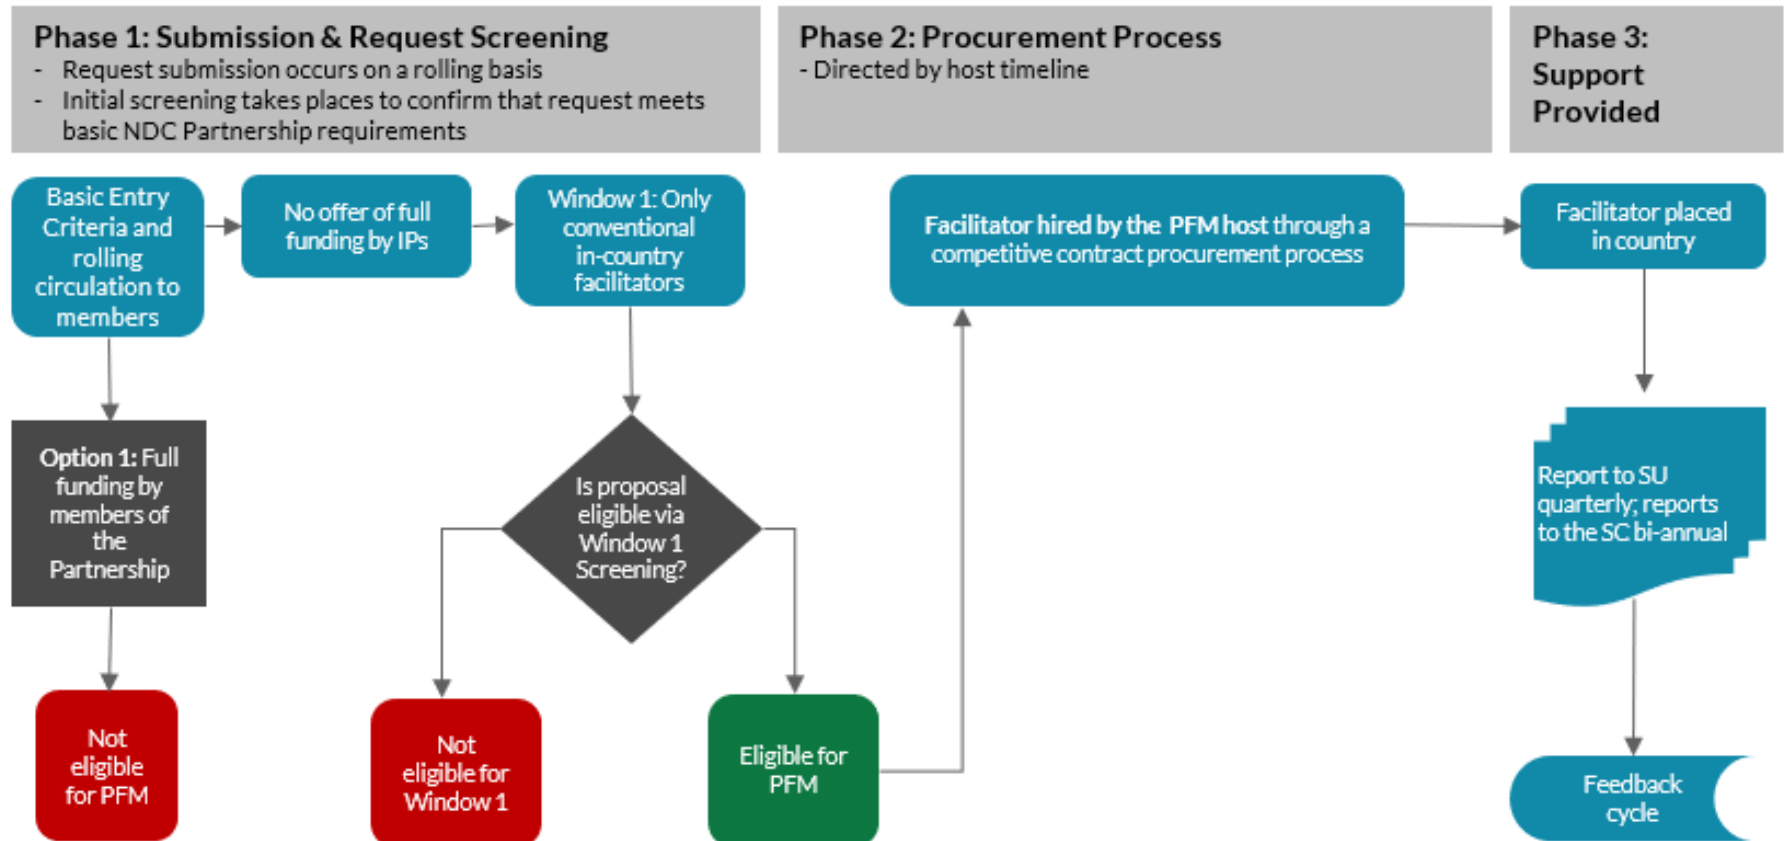 Phase 1: Submission & Request Screening
- Request submission occurs on a rolling basis
- Initial screening takes places to confirm that request meets
basic NDC Partnership requirements
Phase 2: Procurement Process
- Directed by host timeline
Phase 3:
Support
Provided
Basic Entry
Criteria and
rolling
circulation to
members
No offer of full
funding by IPs
Window 1: Only
conventional
in-country
facilitators
Facilitator hired by the PFM host through a
competitive contract procurement process
Facilitator placed
in country
Option 1: Full
funding by
members of
the
Partnership
Is proposal
eligible via
Window 1
Screening?
Report to SU
quarterly; reports
to the SC bi-annual
Not
eligible
for PFM
Not
eligible for
Window 1
Eligible for
PFM
Feedback
cycle